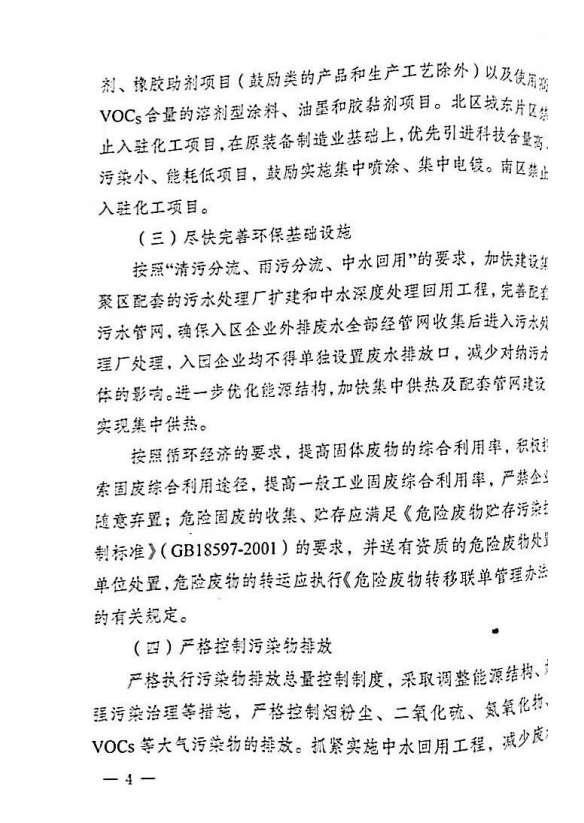 剂、橡胶助剂项目（鼓励类的产品和生产工艺除外）以及使用高
VOCs含量的溶剂型涂料、油墨和胶黏剂项目。北区域东片区禁
止入驻化工项目，在原装备制造业基础上，优先引进科技含量高、
污染小、能耗低项目，鼓励实施集中喷涂、集中电镀。南区禁止
入驻化工项目。
（三）尽快完善环保基础设施
按照“清污分流、雨污分流、中水回用”的要求，加快建设集
聚区配套的污水处理厂扩建和中水深度处理回用工程，完善配套
污水管网，确保入区企业外排废水全部经管网收集后进入污水处
理厂处理，入园企业均不得单独设置废水排放口，减少对纳污水
体的影响。进一步优化能源结构，加快集中供热及配套管网建设
实现集中供热。
按照循环经济的要求，提高固体废物的综合利用率，积极探
索固废综合利用途径，提高一般工业固废综合利用率，严禁企业
随意弃置；危险固废的收集、贮存应满足《危险废物贮存污染控
制标准》（GB18597-2001）的要求，并送有资质的危险废物处置
单位处置，危险废物的转运应执行《危险废物转移联单管理办法
的有关规定。
（四）严格控制污染物排放
严格执行污染物排放总量控制制度，采取调整能源结构、
强污染治理等措施，严格控制烟粉尘、二氧化硫、氮氧化物、
VOCs等大气污染物的排放。抓紧实施中水回用工程，减少废
— 4 —